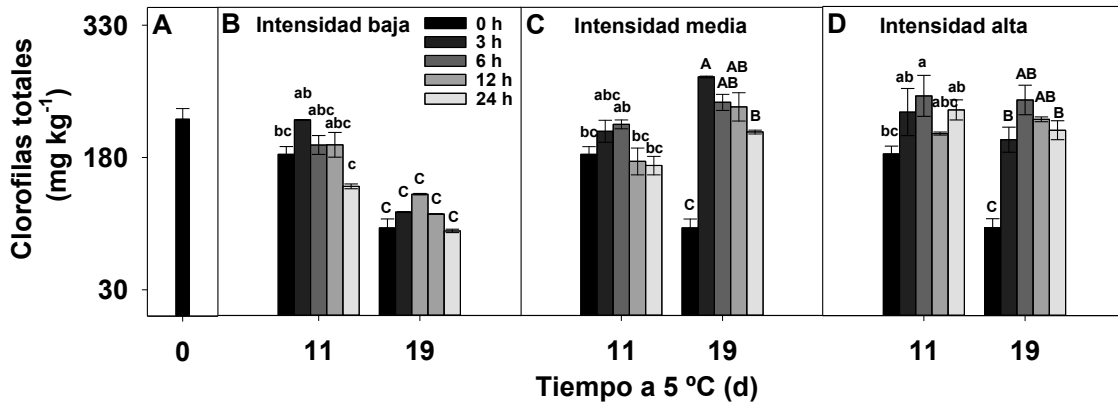 Clorofilas totales
(mg kg-1)
330
180
30
A
B Intensidad baja
0 h
3 h
6 h
12 h
24 h
C Intensidad media
D Intensidad alta
bc ab abc abc c
C C C C C
bc abc ab bc bc
C A AB AB B
bc ab a abc ab
C B AB AB B
0 11 19 11 19 11 19
Tiempo a 5 ºC (d)